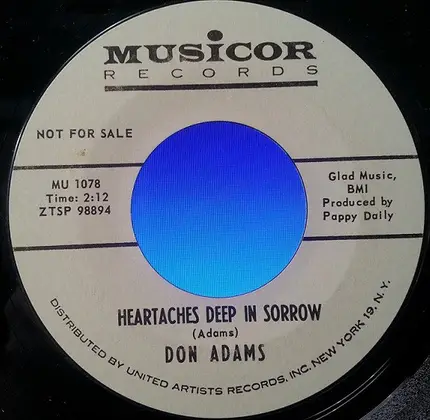 MUSICOR
RECORDS
NOT FOR SALE
MU 1078
Time: 2:12
ZTSP 98894
Glad Music,
BMI
Produced by
Pappy Daily
HEARTACHES DEEP IN SORROW
(Adams)
DON ADAMS
DISTRIBUTED BY UNITED ARTISTS RECORDS, INC. NEW YORK 19, N.Y.